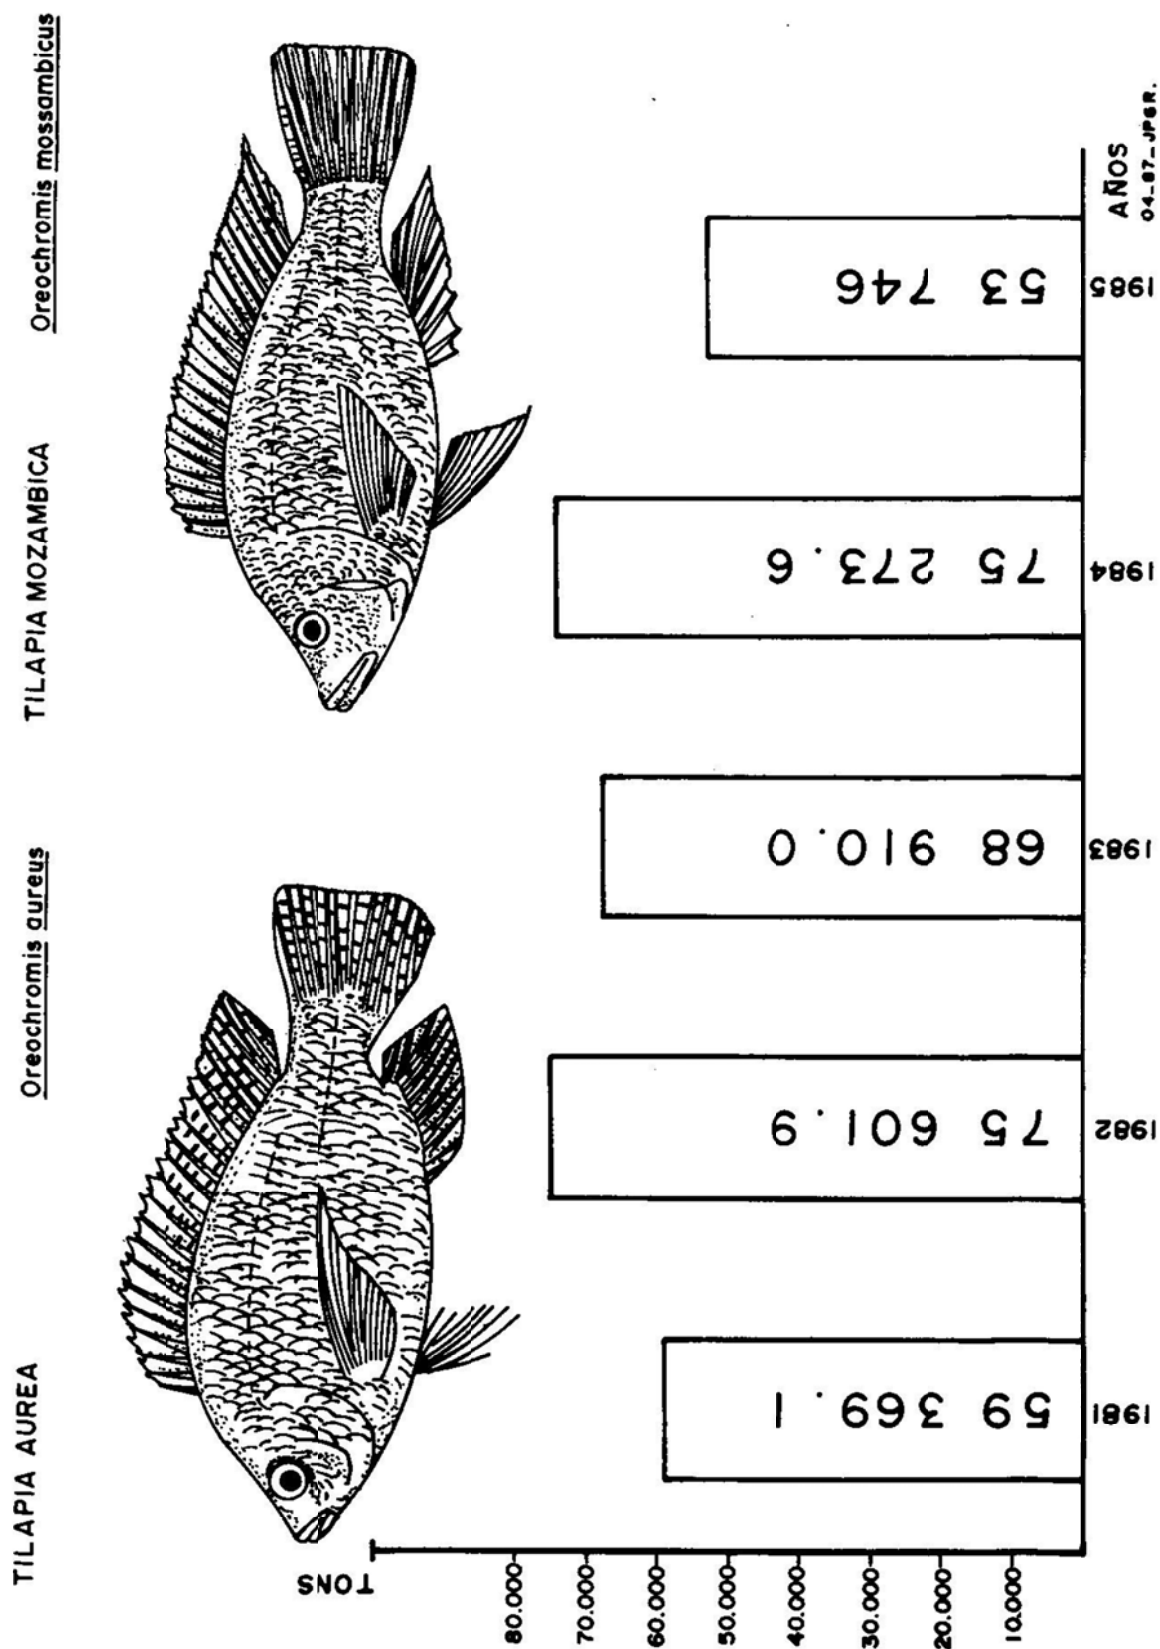 TILAPIA AUREA
Oreochromis aureus
TILAPIA MOZAMBICA
Oreochromis mossambicus
TONS
80.000
70.000
60.000
50.000
40.000
30.000
20.000
10.000
59 369.1
75 601.9
68 910.0
75 273.6
53 746
1981
1982
1983
1984
1985
AÑOS
04_87_JPGR.